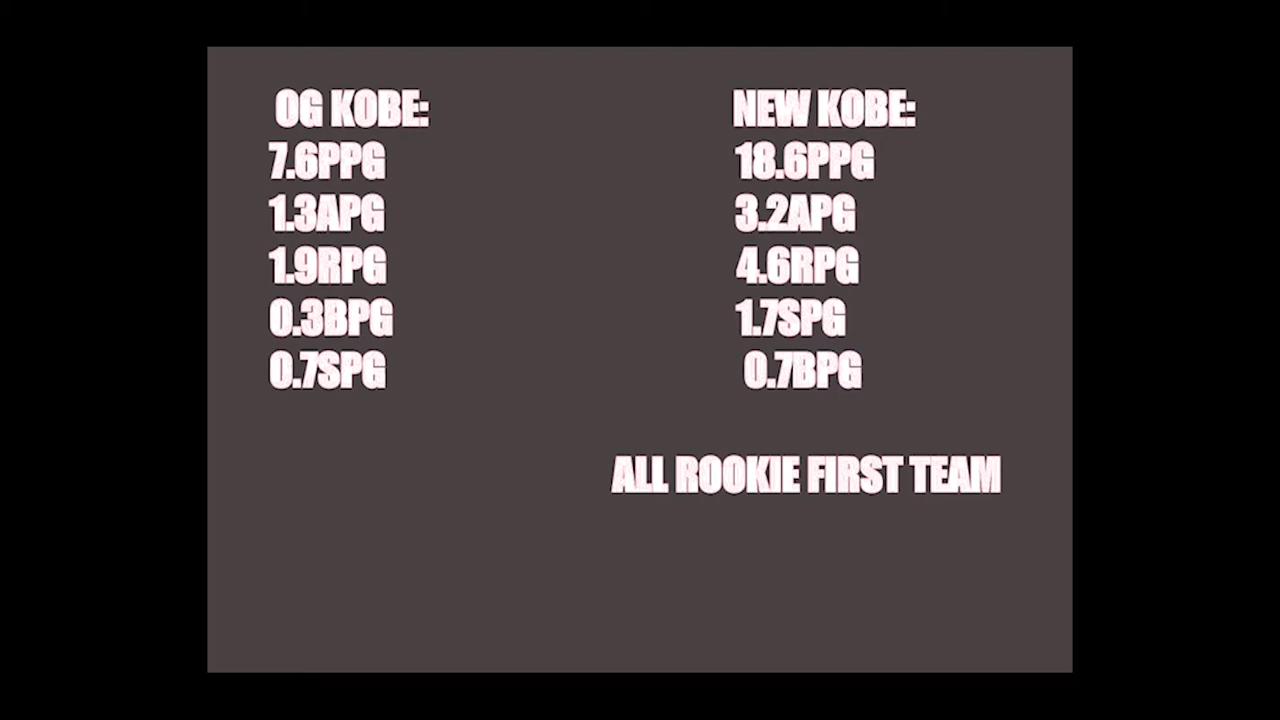 OG KOBE:
7.6PPG
1.3APG
1.9RPG
0.3BPG
0.7SPG
NEW KOBE:
18.6PPG
3.2APG
4.6RPG
1.7SPG
0.7BPG
ALL ROOKIE FIRST TEAM